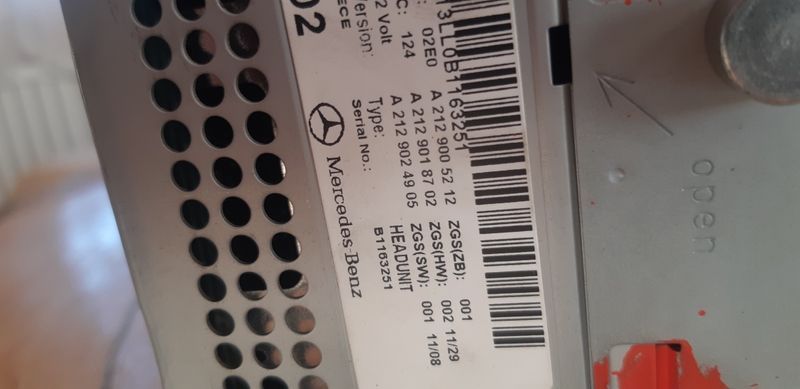 13LL0B1163251
A 212 900 52 12 ZGS(ZB): 001
02E0 A 212 901 87 02 ZGS(HW): 002 11/29
C: 124 A 212 902 49 05 ZGS(SW): 001 11/08
2 Volt Type: HEADUNIT
Version: Serial No.: B1163251
ECE
02
Mercedes-Benz
open